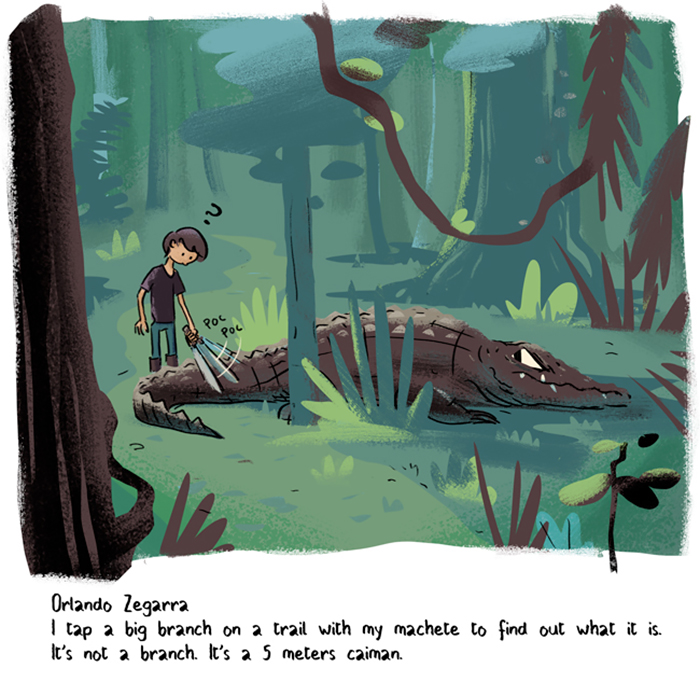 POC
POC
Orlando Zegarra
I tap a big branch on a trail with my machete to find out what it is.
It's not a branch. It's a 5 meters caiman.